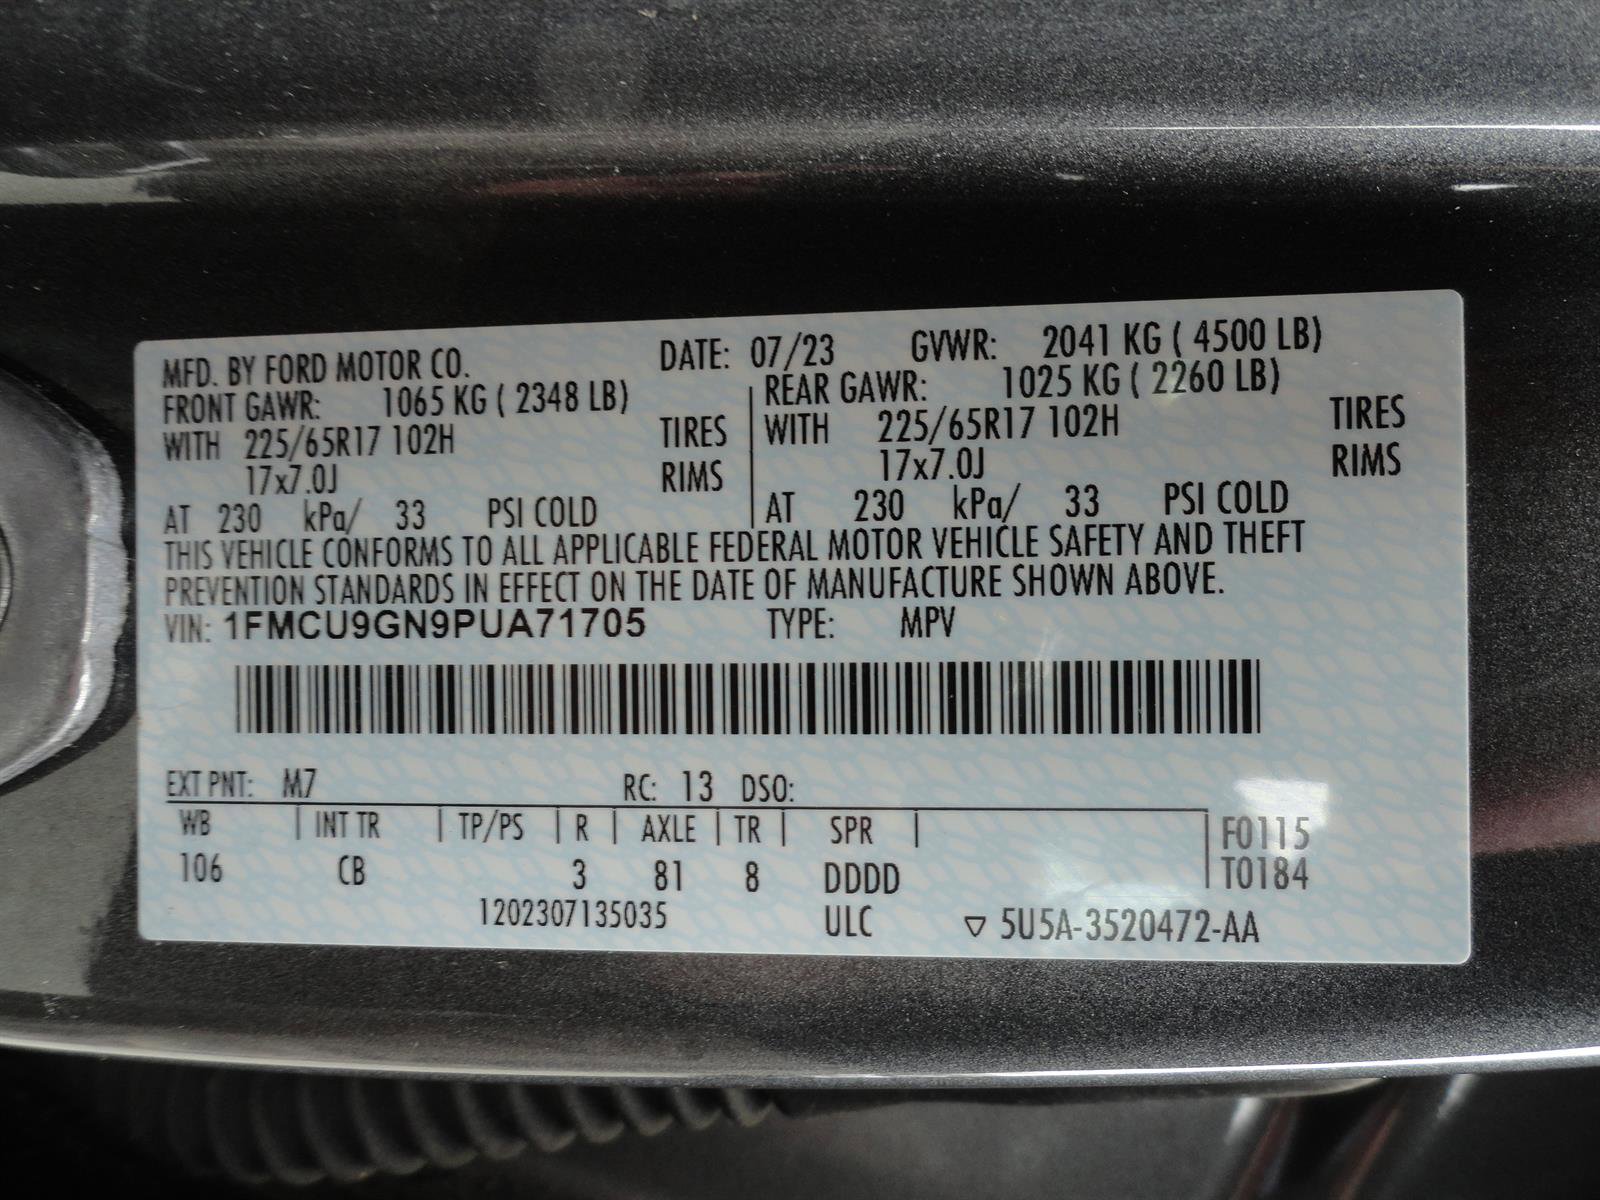 MFD. BY FORD MOTOR CO. DATE: 07/23 GVWR: 2041 KG ( 4500 LB)
FRONT GAWR: 1065 KG ( 2348 LB) REAR GAWR: 1025 KG ( 2260 LB)
WITH 225/65R17 102H TIRES WITH 225/65R17 102H TIRES
17x7.0J RIMS 17x7.0J RIMS
AT 230 kPa/ 33 PSI COLD AT 230 kPa/ 33 PSI COLD
THIS VEHICLE CONFORMS TO ALL APPLICABLE FEDERAL MOTOR VEHICLE SAFETY AND THEFT
PREVENTION STANDARDS IN EFFECT ON THE DATE OF MANUFACTURE SHOWN ABOVE.
VIN: 1FMCU9GN9PUA71705 TYPE: MPV
EXT PNT: M7 RC: 13 DSO:
WB INT TR TP/PS R AXLE TR SPR F0115
106 CB 3 81 8 DDDD T0184
1202307135035 ULC ▽ 5U5A-3520472-AA